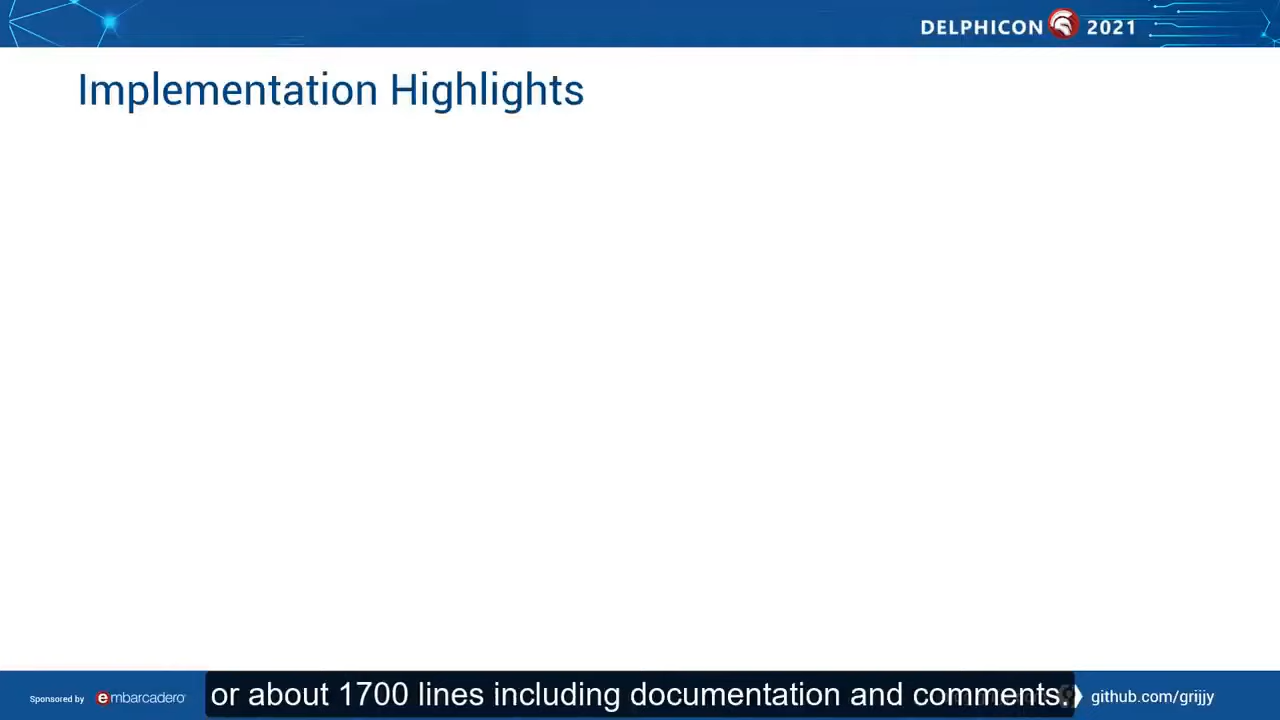 DELPHICON 2021
Implementation Highlights
Sponsored by embarcadero
or about 1700 lines including documentation and comments.
github.com/grijjy